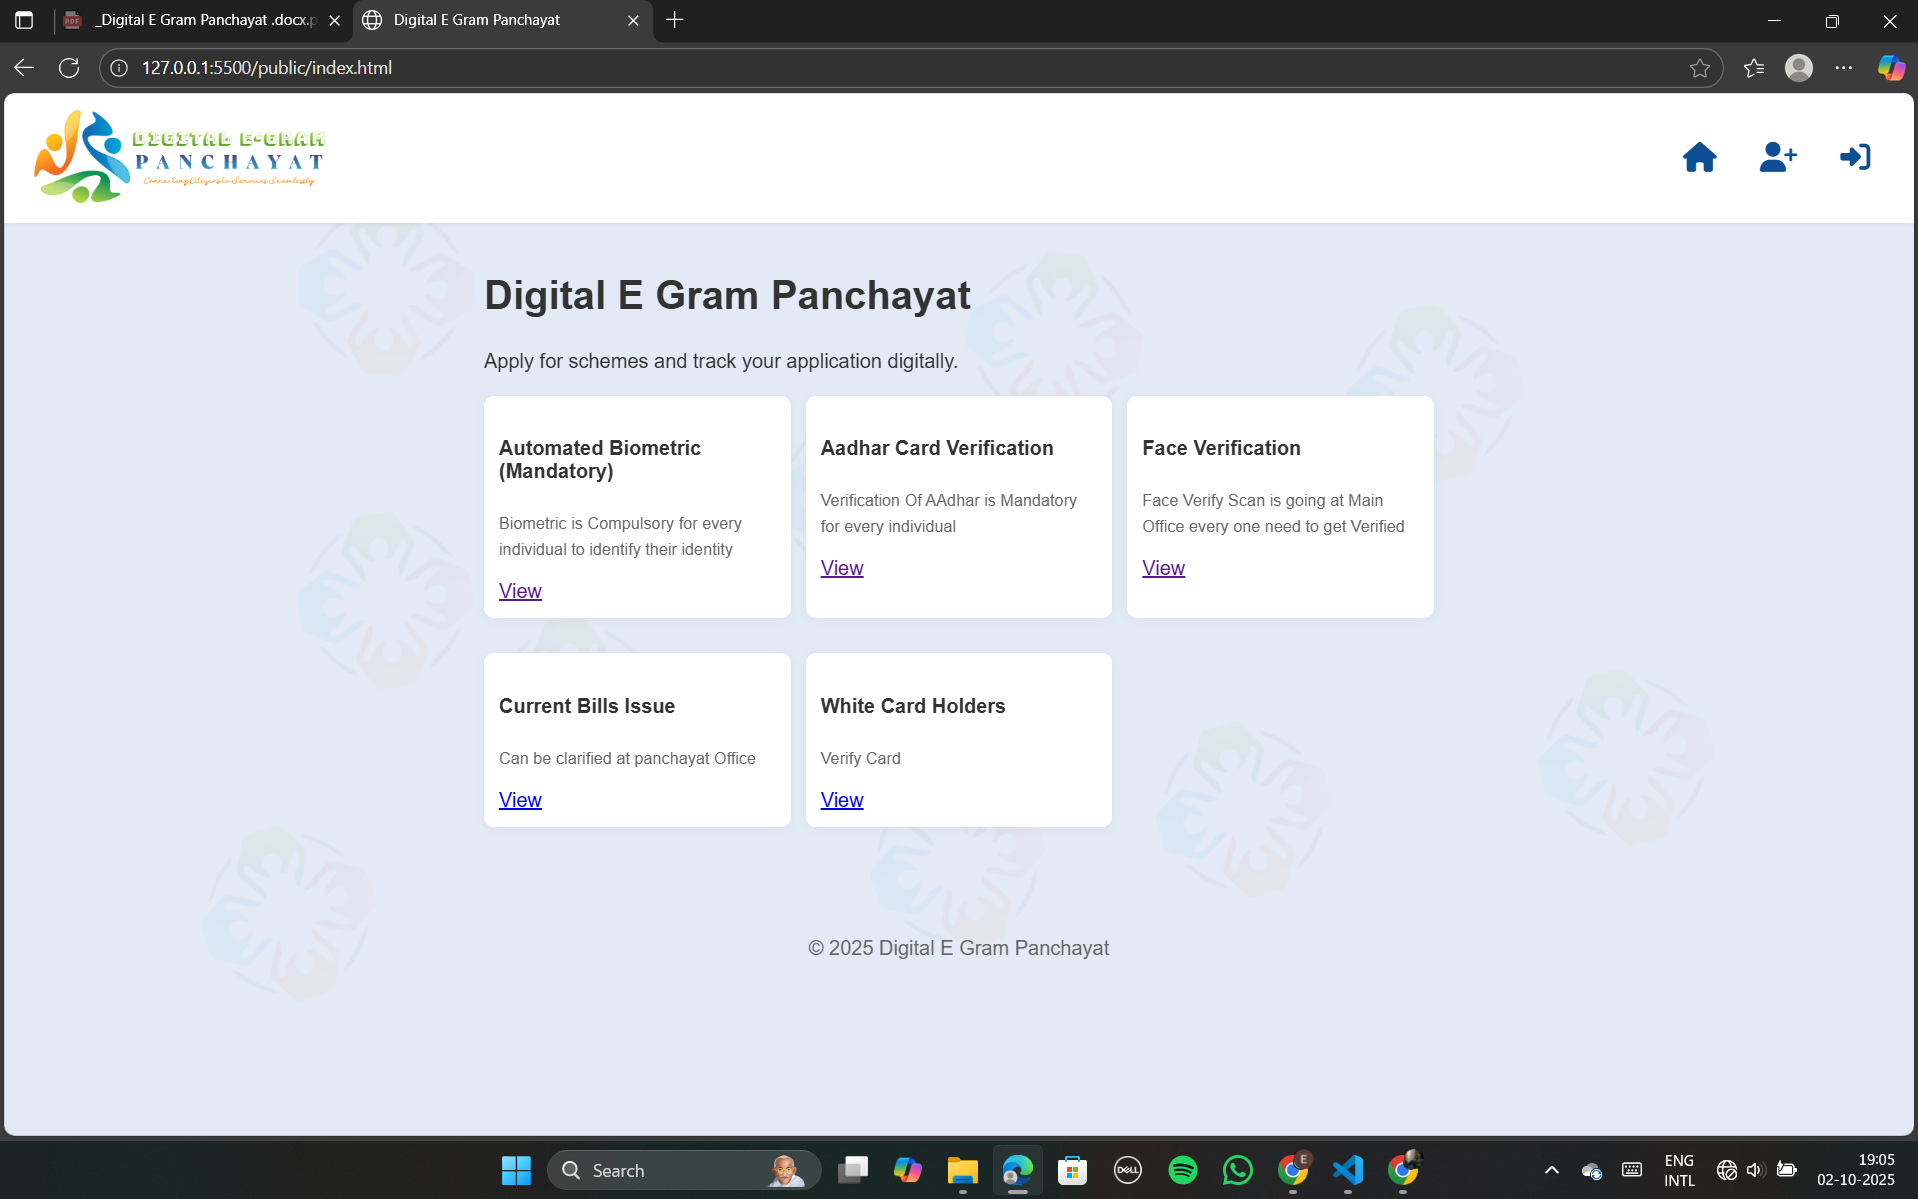 _Digital E Gram Panchayat .docx.p
Digital E Gram Panchayat
127.0.0.1:5500/public/index.html
DIGITAL E-GRAM
PANCHAYAT
Connecting Citizens to Services Seamlessly
Digital E Gram Panchayat
Apply for schemes and track your application digitally.
Automated Biometric
(Mandatory)
Biometric is Compulsory for every
individual to identify their identity
View
Aadhar Card Verification
Verification Of AAdhar is Mandatory
for every individual
View
Face Verification
Face Verify Scan is going at Main
Office every one need to get Verified
View
Current Bills Issue
Can be clarified at panchayat Office
View
White Card Holders
Verify Card
View
© 2025 Digital E Gram Panchayat
Search
DELL
E
ENG
INTL
19:05
02-10-2025